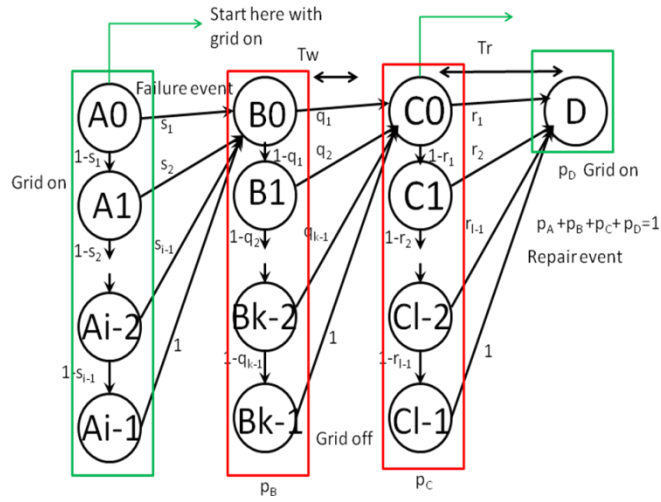 Start here with
grid on
Tw
Tr
Failure event
A0
B0
C0
D
s1
q1
r1
1-s1
s2
1-q1
q2
1-r1
r2
pD Grid on
Grid on
A1
B1
C1
pA+pB+pC+pD=1
1-s2
si-1
1-q2
qk-1
1-r2
rl-1
Repair event
Ai-2
Bk-2
Cl-2
1-si-1
1
1-qk-1
1
1-rl-1
1
Ai-1
Bk-1
Cl-1
Grid off
pB
pC